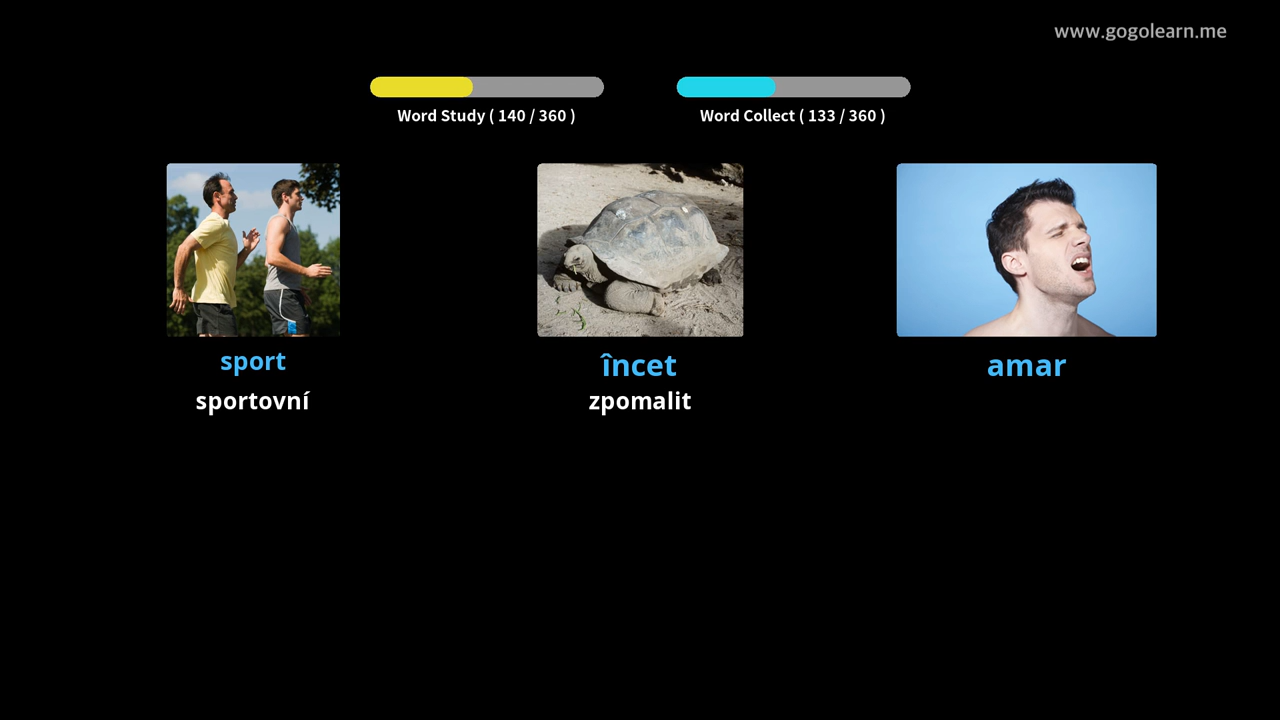 www.gogolearn.me
Word Study ( 140 / 360 )
Word Collect ( 133 / 360 )
sport
încet
amar
sportovní
zpomalit